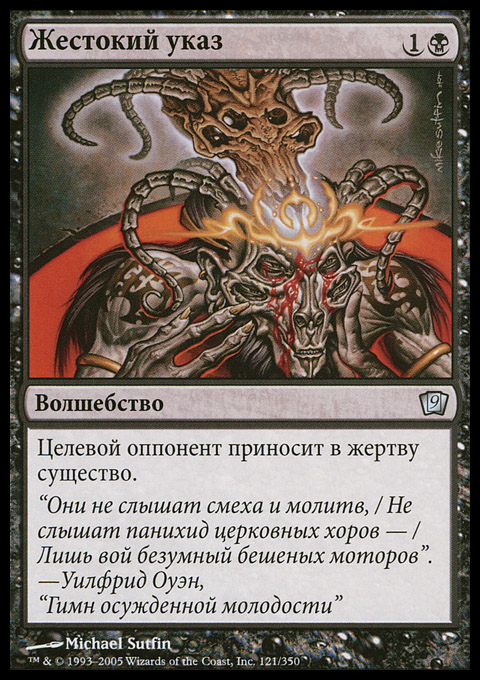 Жестокий указ
1
mikesutfin
Волшебство
9
Целевой оппонент приносит в жертву
существо.
“Они не слышат смеха и молитв, / Не
слышат панихид церковных хоров — /
Лишь вой безумный бешеных моторов”.
—Уилфрид Оуэн,
“Гимн осужденной молодости”
Michael Sutfin
™ & © 1993–2005 Wizards of the Coast, Inc. 121/350